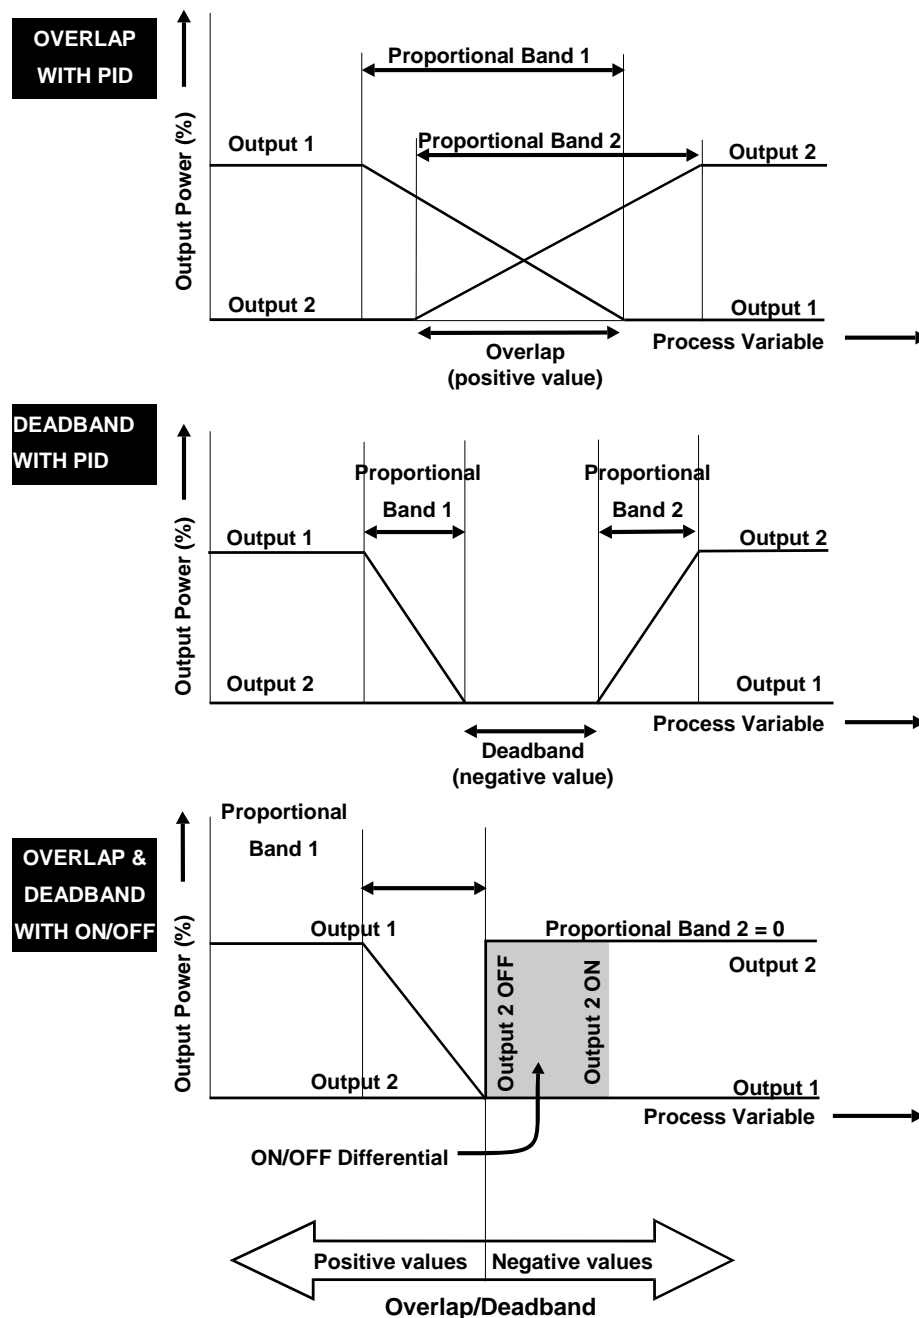 OVERLAP
WITH PID
Output Power (%)
Proportional Band 1
Output 1
Proportional Band 2
Output 2
Output 2
Output 1
Overlap
(positive value)
Process Variable
DEADBAND
WITH PID
Output Power (%)
Proportional
Band 1
Proportional
Band 2
Output 1
Output 2
Output 2
Output 1
Process Variable
Deadband
(negative value)
OVERLAP &
DEADBAND
WITH ON/OFF
Output Power (%)
Proportional
Band 1
Output 1
Proportional Band 2 = 0
Output 2
Output 2 OFF
Output 2 ON
Output 2
Output 1
Process Variable
ON/OFF Differential
Positive values
Negative values
Overlap/Deadband